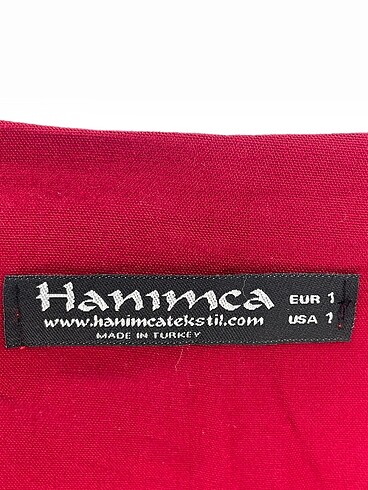 Hanımca EUR 1
www.hanimcatekstil.com USA 1
MADE IN TURKEY